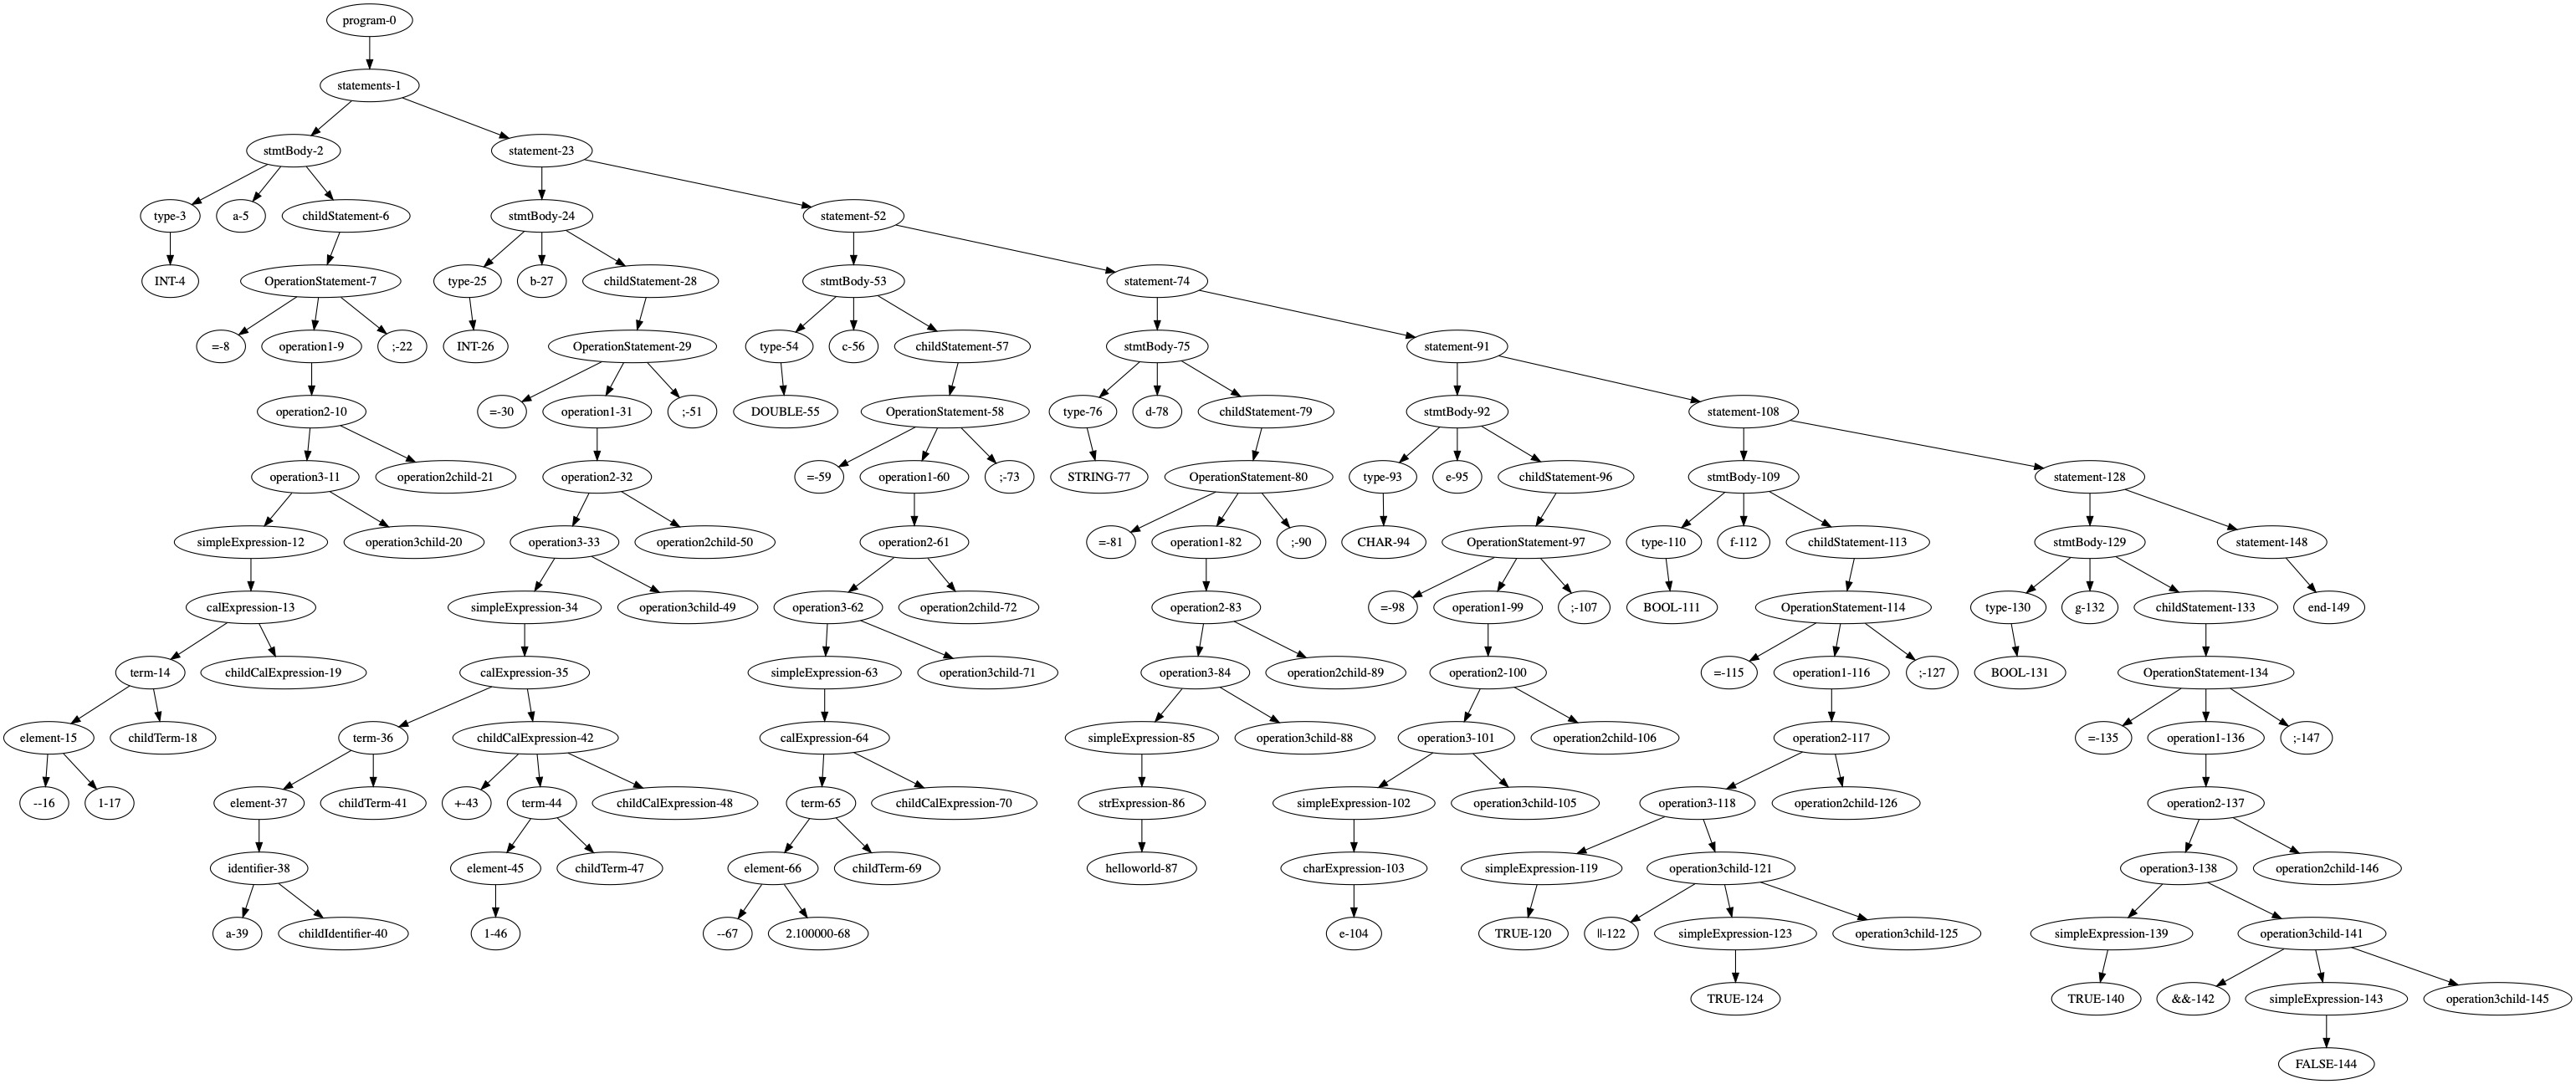 program-0
statements-1
stmtBody-2
statement-23
type-3
a-5
childStatement-6
stmtBody-24
statement-52
INT-4
OperationStatement-7
type-25
b-27
childStatement-28
stmtBody-53
statement-74
=-8
operation1-9
;-22
INT-26
OperationStatement-29
type-54
c-56
childStatement-57
stmtBody-75
statement-91
operation2-10
=-30
operation1-31
;-51
DOUBLE-55
OperationStatement-58
type-76
d-78
childStatement-79
stmtBody-92
statement-108
operation3-11
operation2child-21
operation2-32
=-59
operation1-60
;-73
STRING-77
OperationStatement-80
type-93
e-95
childStatement-96
stmtBody-109
statement-128
simpleExpression-12
operation3child-20
operation3-33
operation2child-50
operation2-61
=-81
operation1-82
;-90
CHAR-94
OperationStatement-97
type-110
f-112
childStatement-113
stmtBody-129
statement-148
calExpression-13
simpleExpression-34
operation3child-49
operation3-62
operation2child-72
operation2-83
=-98
operation1-99
;-107
BOOL-111
OperationStatement-114
type-130
g-132
childStatement-133
end-149
term-14
childCalExpression-19
calExpression-35
simpleExpression-63
operation3child-71
operation3-84
operation2child-89
operation2-100
=-115
operation1-116
;-127
BOOL-131
OperationStatement-134
element-15
childTerm-18
term-36
childCalExpression-42
calExpression-64
simpleExpression-85
operation3child-88
operation3-101
operation2child-106
operation2-117
=-135
operation1-136
;-147
--16
1-17
element-37
childTerm-41
+-43
term-44
childCalExpression-48
term-65
childCalExpression-70
strExpression-86
simpleExpression-102
operation3child-105
operation3-118
operation2child-126
operation2-137
identifier-38
element-45
childTerm-47
element-66
childTerm-69
helloworld-87
charExpression-103
simpleExpression-119
operation3child-121
operation3-138
operation2child-146
a-39
childIdentifier-40
1-46
--67
2.100000-68
e-104
TRUE-120
||-122
simpleExpression-123
operation3child-125
simpleExpression-139
operation3child-141
TRUE-124
TRUE-140
&&-142
simpleExpression-143
operation3child-145
FALSE-144